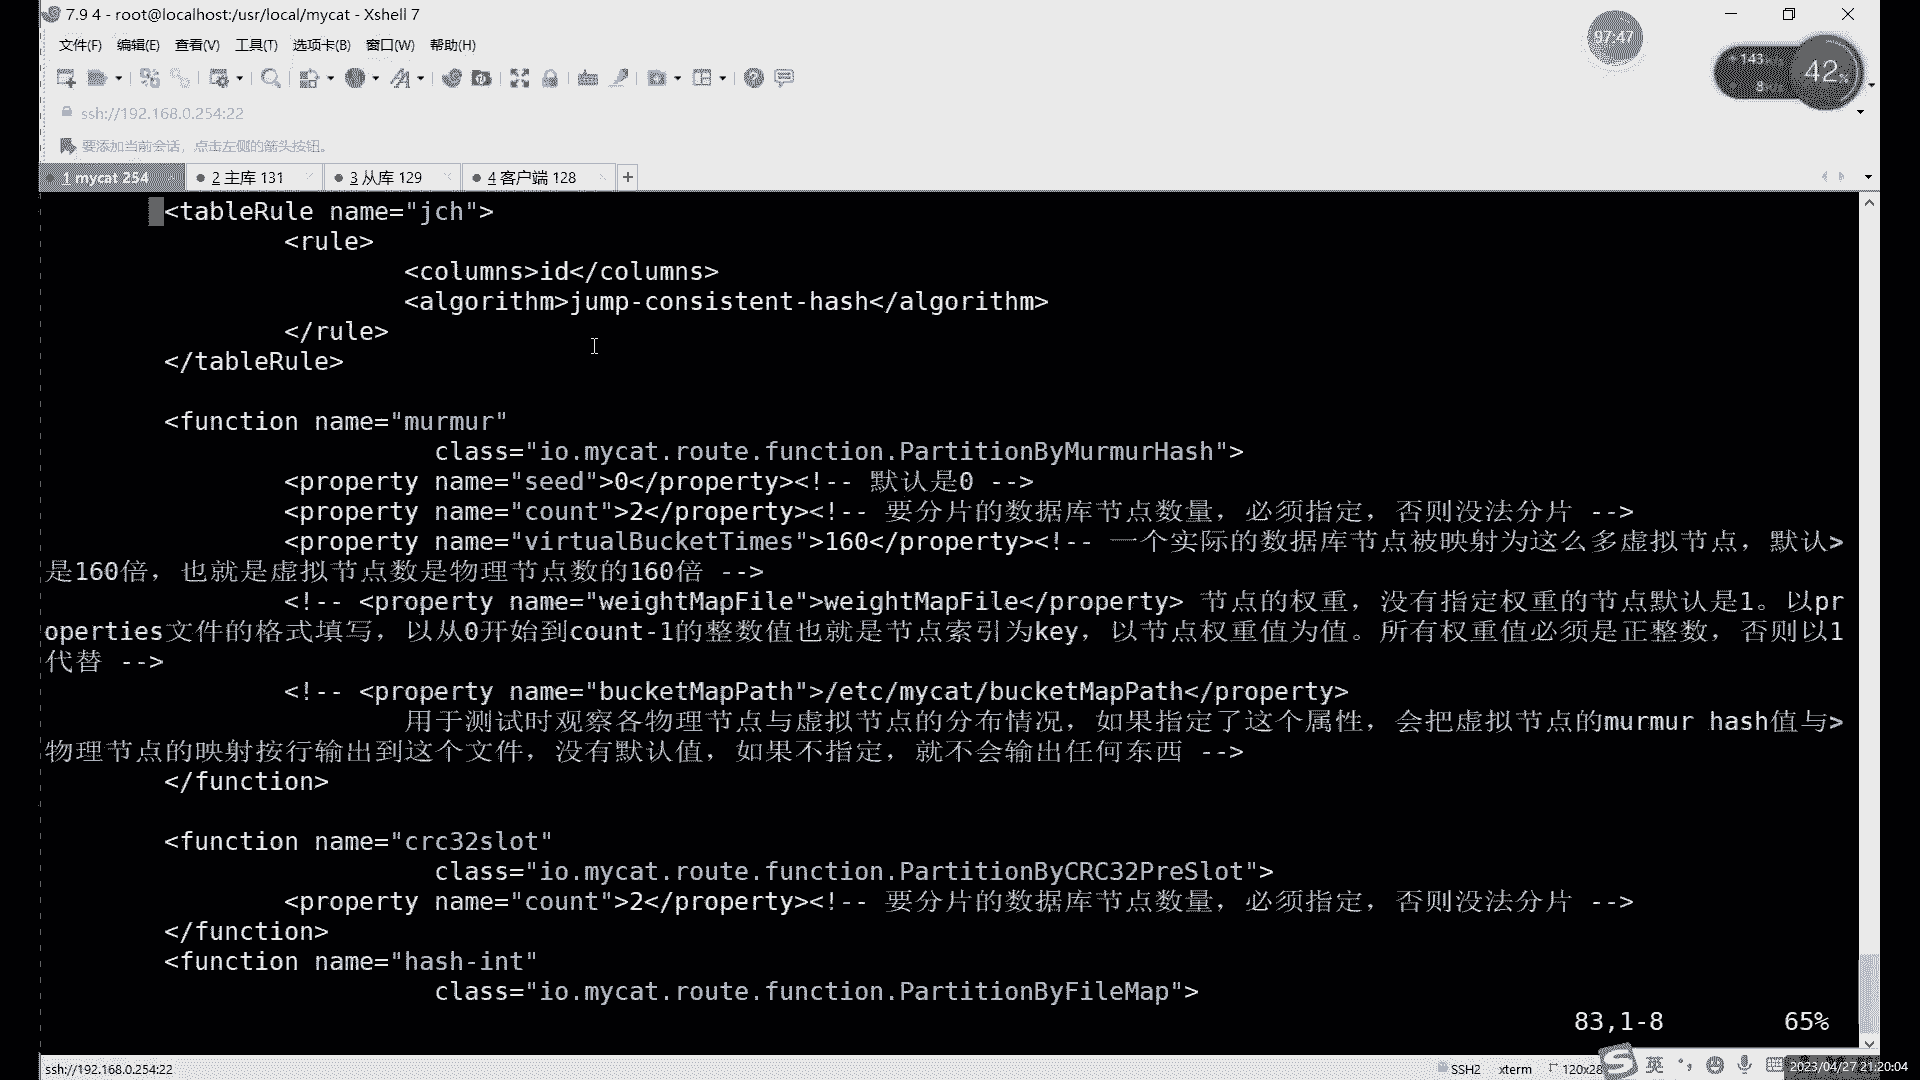 7.9 4 - root@localhost:/usr/local/mycat - Xshell 7
文件(F) 编辑(E) 查看(V) 工具(T) 选项卡(B) 窗口(W) 帮助(H)
97:47
143
8
42%
ssh://192.168.0.254:22
要添加当前会话，点击左侧的箭头按钮。
1 mycat 254
2 主库 131
3 从库 129
4 客户端 128
<tableRule name="jch">
<rule>
<columns>id</columns>
<algorithm>jump-consistent-hash</algorithm>
</rule>
</tableRule>
<function name="murmur"
class="io.mycat.route.function.PartitionByMurmurHash">
<property name="seed">0</property><!-- 默认是0 -->
<property name="count">2</property><!-- 要分片的数据库节点数量，必须指定，否则没法分片 -->
<property name="virtualBucketTimes">160</property><!-- 一个实际的数据库节点被映射为这么多虚拟节点，默认>
是160倍，也就是虚拟节点数是物理节点数的160倍 -->
<!-- <property name="weightMapFile">weightMapFile</property> 节点的权重，没有指定权重的节点默认是1。以pr
operties文件的格式填写，以从0开始到count-1的整数值也就是节点索引为key，以节点权重值为值。所有权重值必须是正整数，否则以1
代替 -->
<!-- <property name="bucketMapPath">/etc/mycat/bucketMapPath</property>
用于测试时观察各物理节点与虚拟节点的分布情况，如果指定了这个属性，会把虚拟节点的murmur hash值与>
物理节点的映射按行输出到这个文件，没有默认值，如果不指定，就不会输出任何东西 -->
</function>
<function name="crc32slot"
class="io.mycat.route.function.PartitionByCRC32PreSlot">
<property name="count">2</property><!-- 要分片的数据库节点数量，必须指定，否则没法分片 -->
</function>
<function name="hash-int"
class="io.mycat.route.function.PartitionByFileMap">
83,1-8 65%
ssh://192.168.0.254:22
SSH2
xterm
120x28
英
2023/04/27 21:20:04